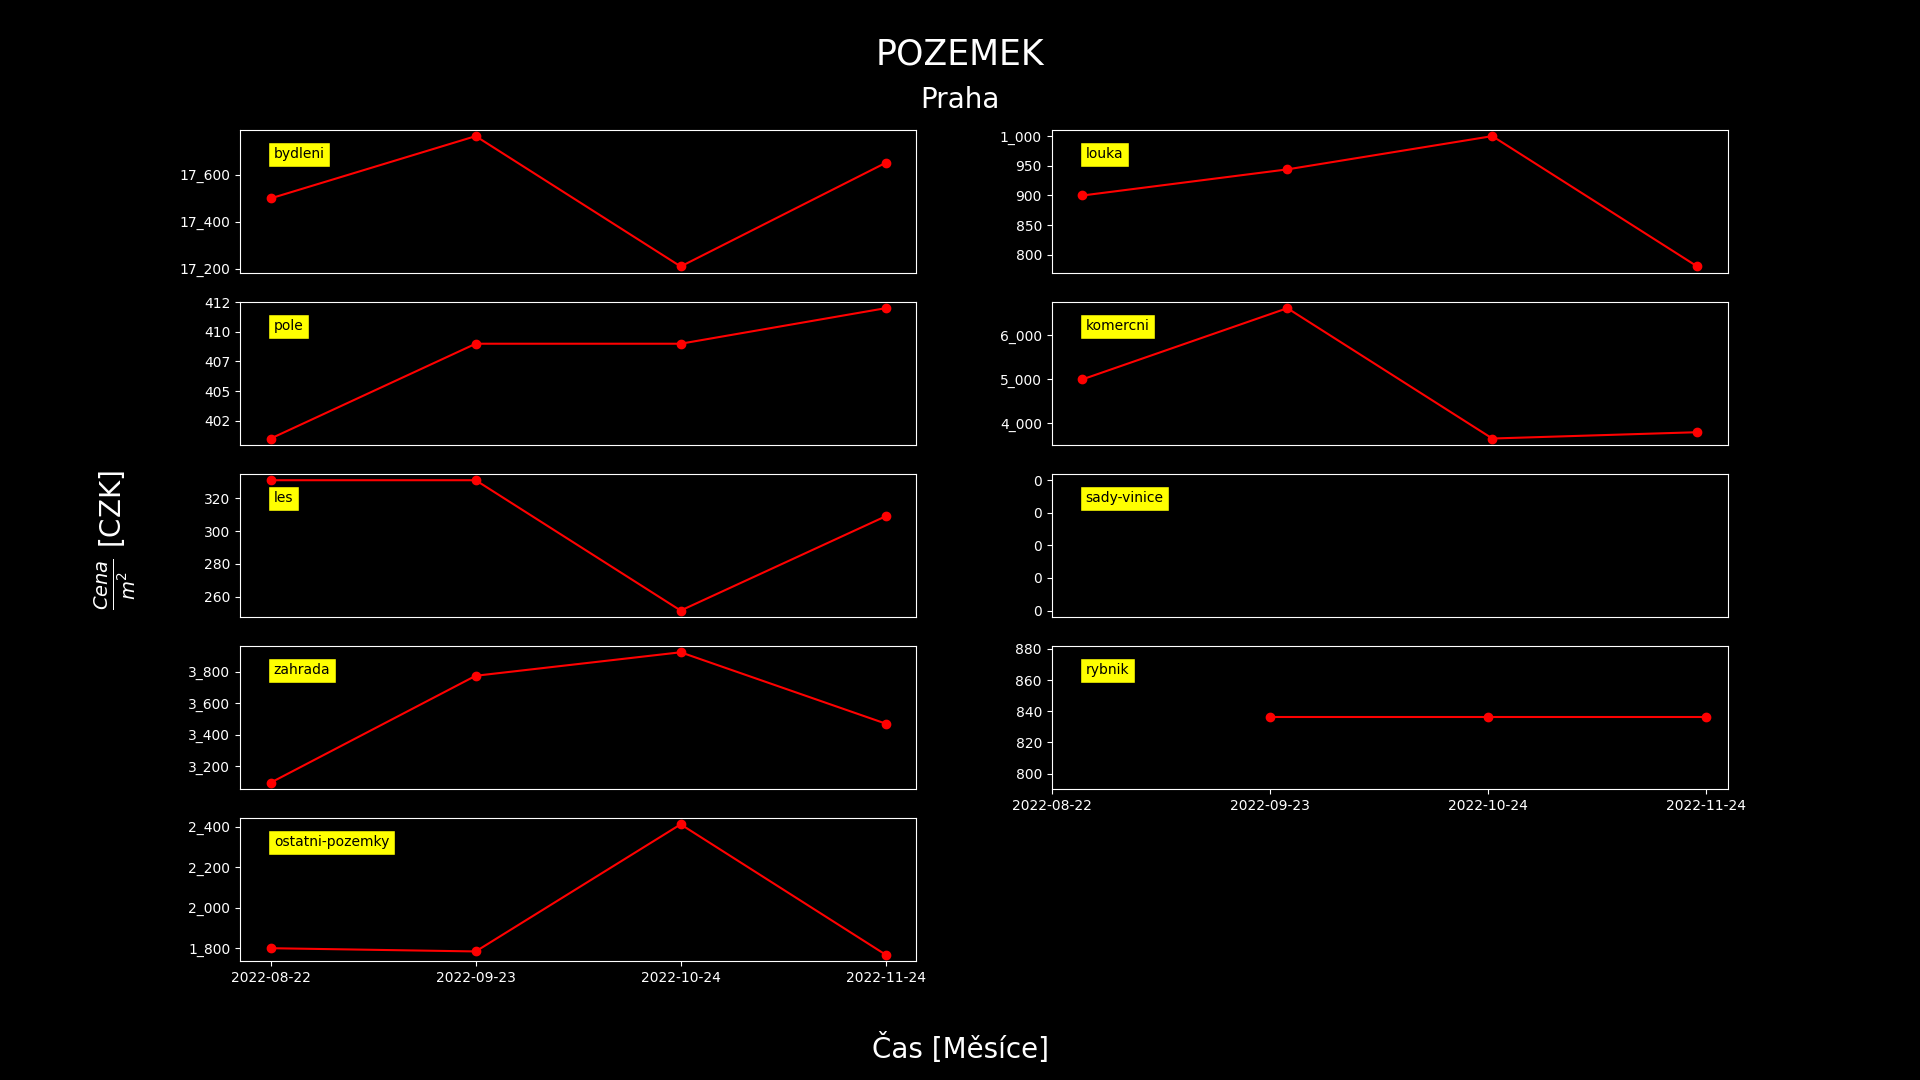 POZEMEK
Praha
bydleni
17_600
17_400
17_200
louka
1_000
950
900
850
800
pole
412
410
407
405
402
komercni
6_000
5_000
4_000
les
320
300
280
260
sady-vinice
0
0
0
0
0
zahrada
3_800
3_600
3_400
3_200
rybnik
880
860
840
820
800
2022-08-22 2022-09-23 2022-10-24 2022-11-24
ostatni-pozemky
2_400
2_200
2_000
1_800
2022-08-22 2022-09-23 2022-10-24 2022-11-24
Cena
m² [CZK]
Čas [Měsíce]